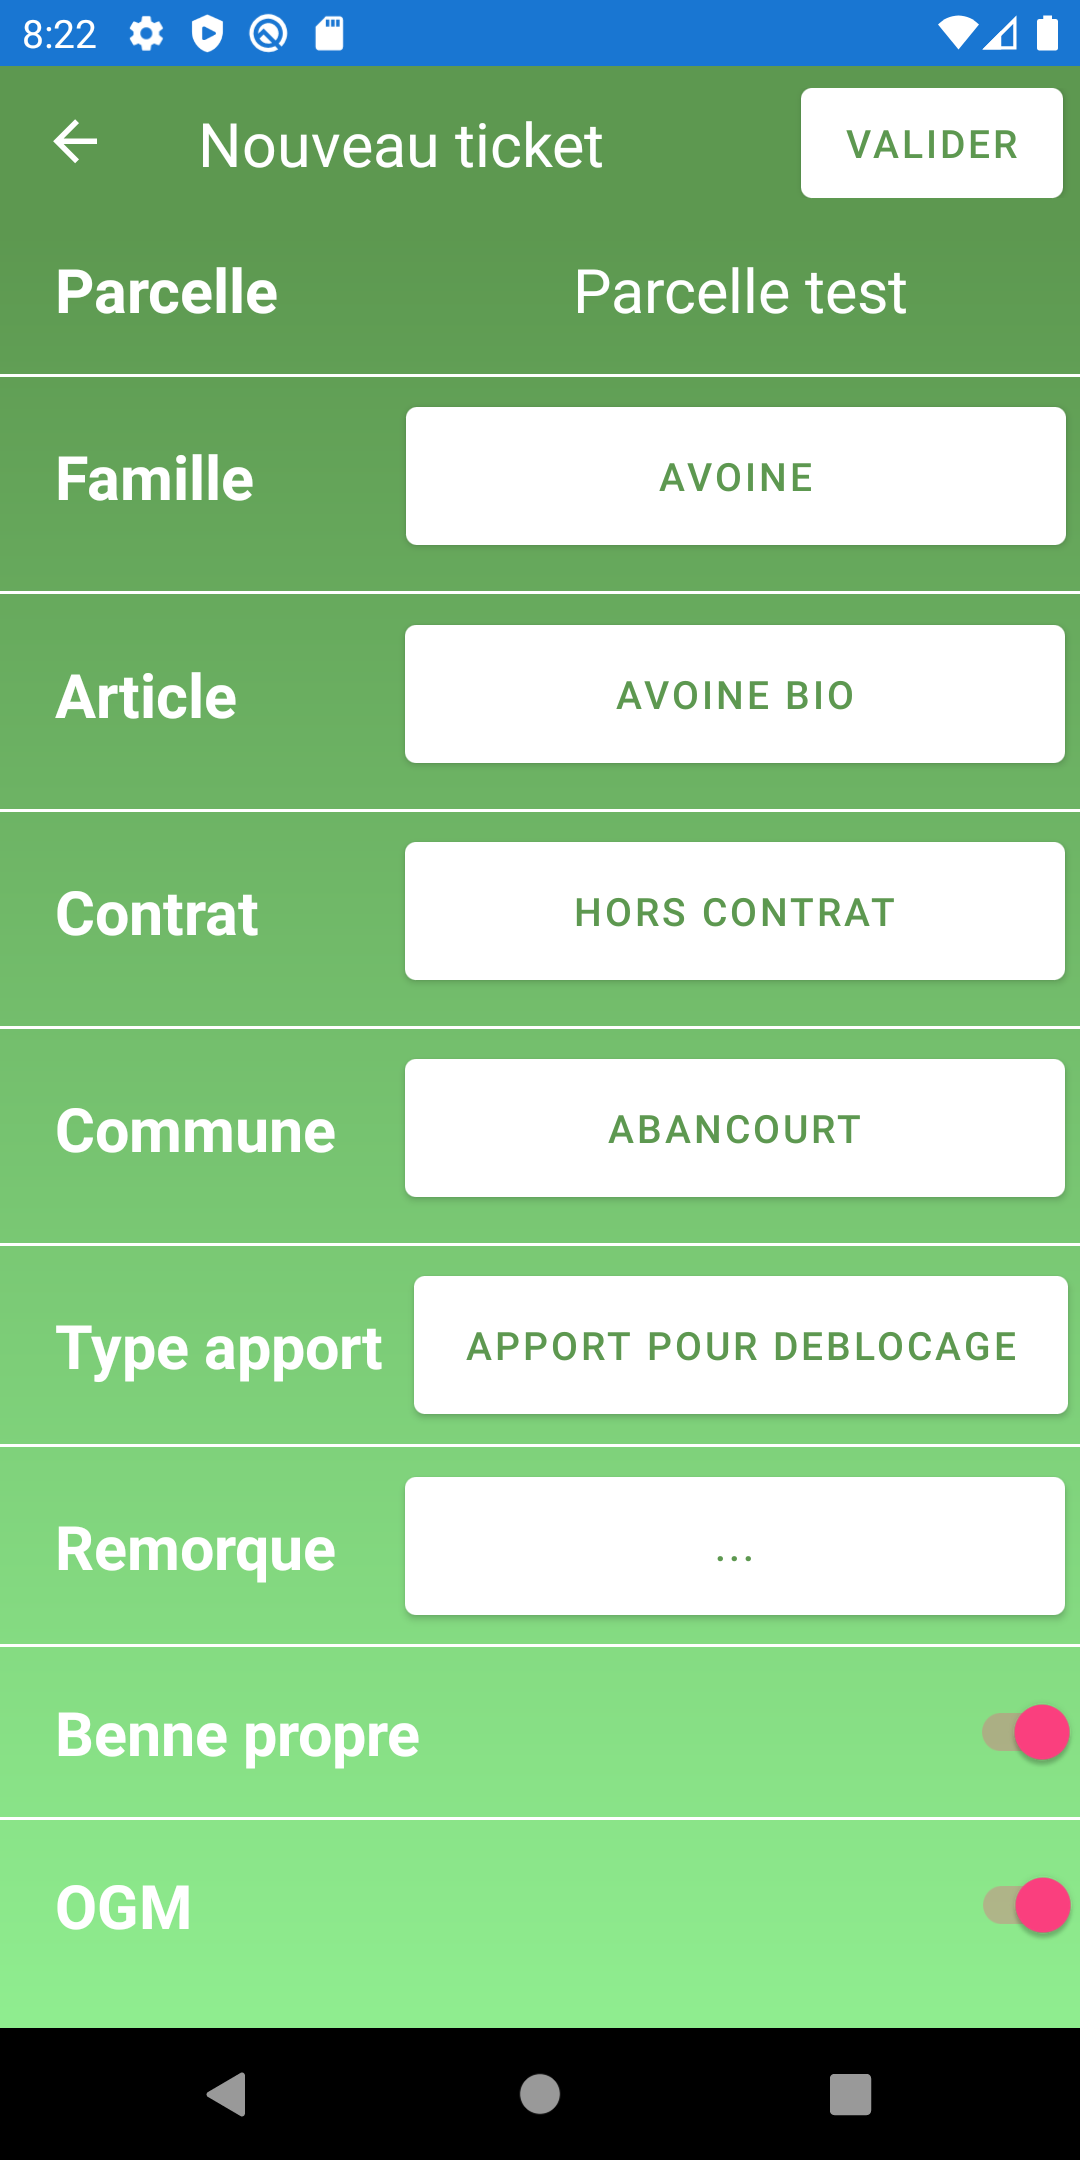 8:22
Nouveau ticket
VALIDER
Parcelle
Parcelle test
Famille
AVOINE
Article
AVOINE BIO
Contrat
HORS CONTRAT
Commune
ABANCOURT
Type apport
APPORT POUR DEBLOCAGE
Remorque
...
Benne propre
OGM